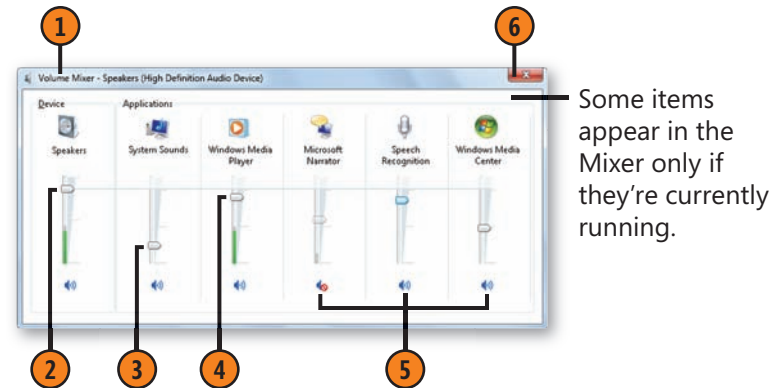 1
6
Volume Mixer - Speakers (High Definition Audio Device)
Device
Applications
Speakers
System Sounds
Windows Media
Player
Microsoft
Narrator
Speech
Recognition
Windows Media
Center
Some items
appear in the
Mixer only if
they're currently
running.
2
3
4
5